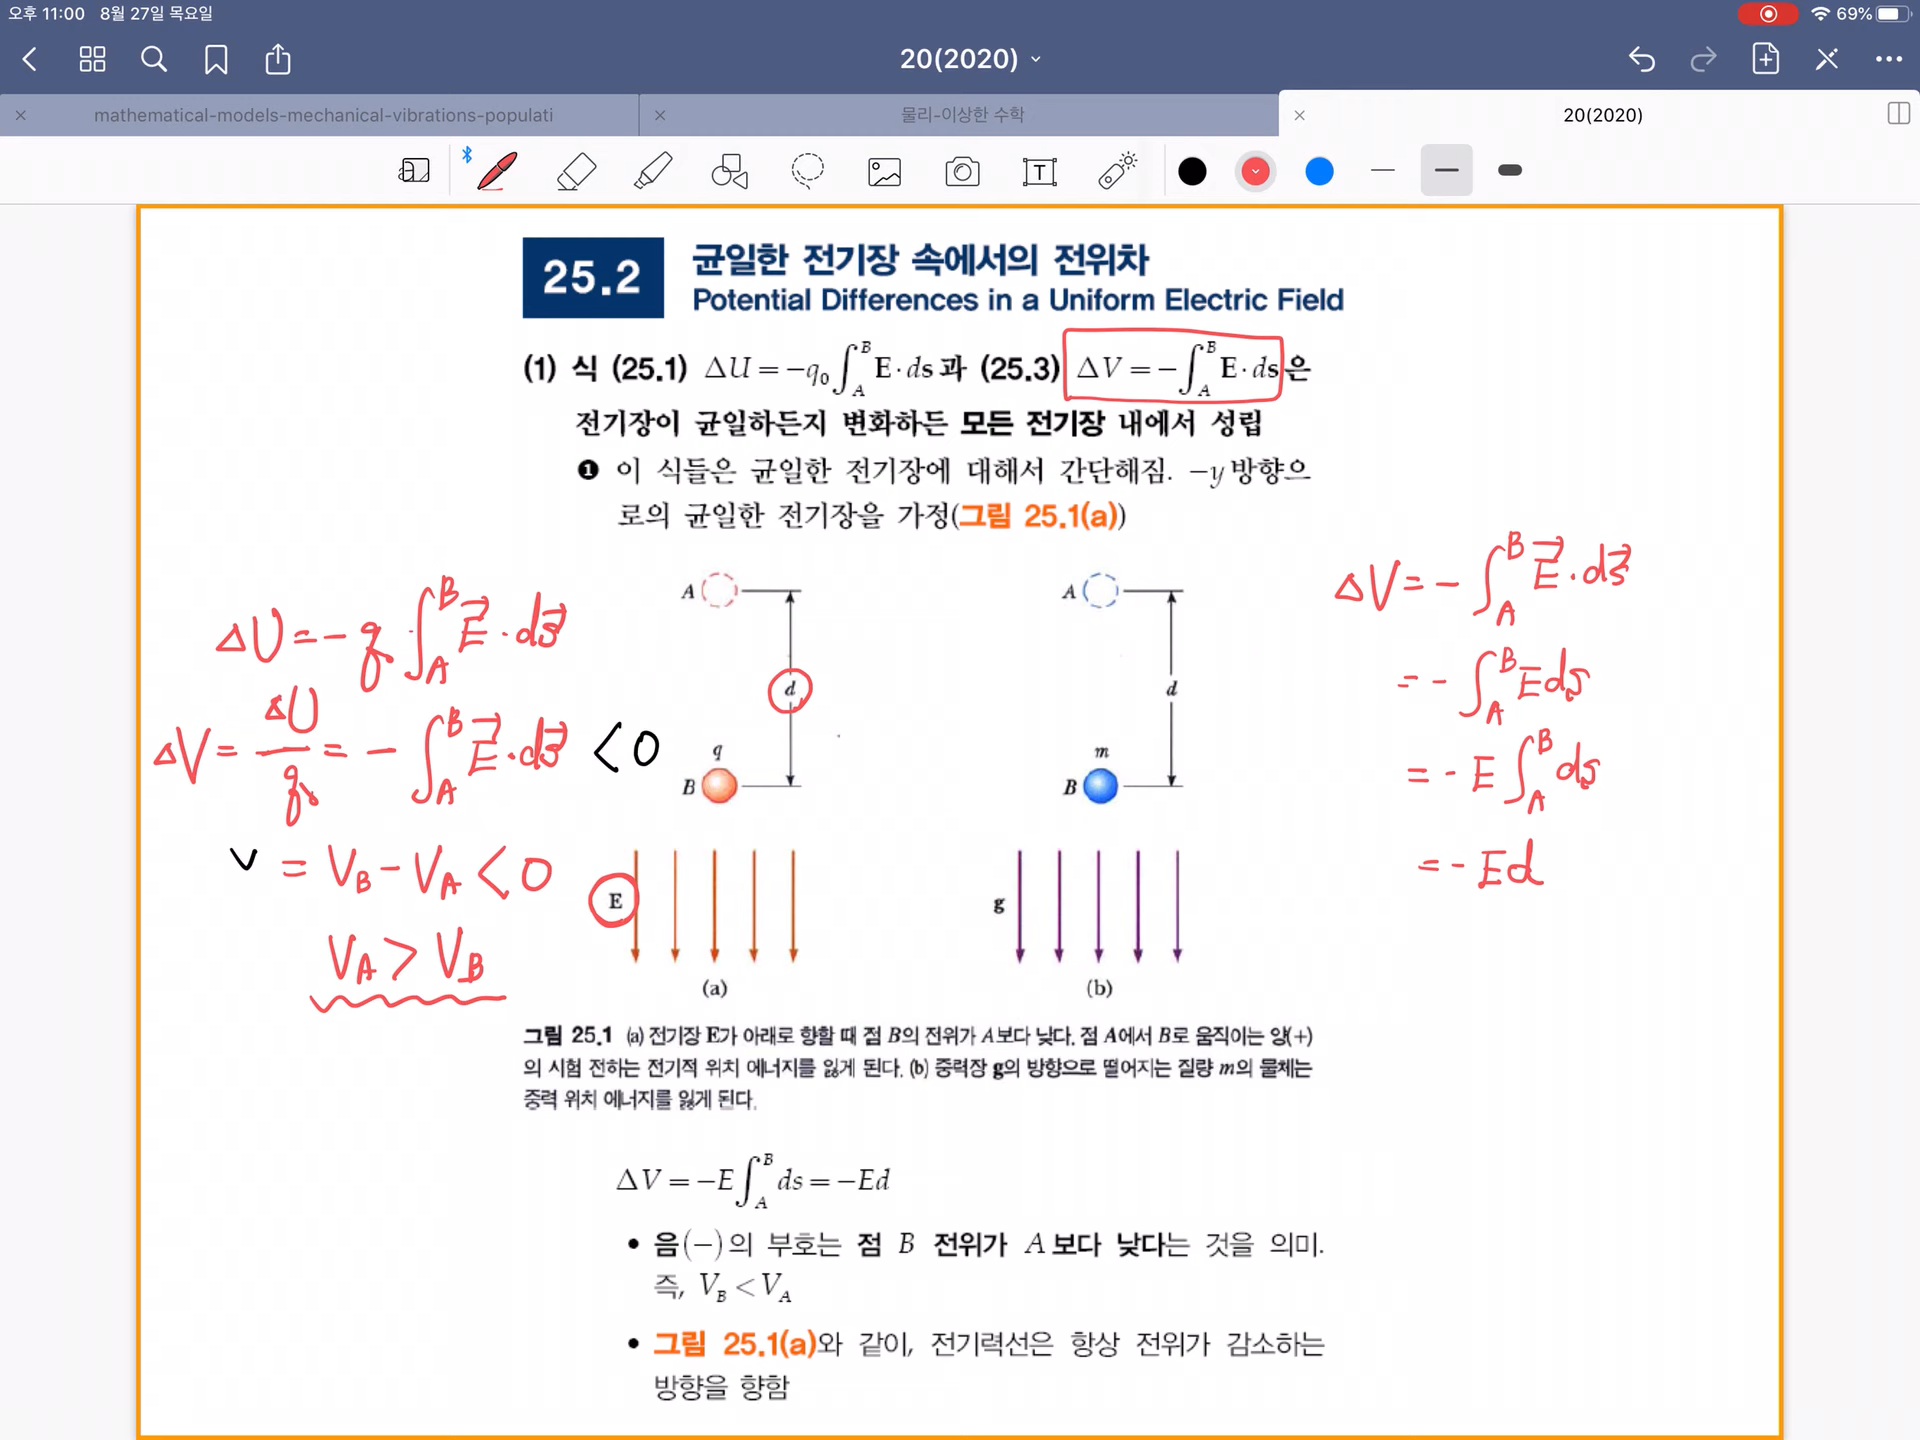 오후 11:00 8월 27일 목요일
69%
20(2020)
mathematical-models-mechanical-vibrations-populati
물리-이상한 수학
20(2020)
25.2
균일한 전기장 속에서의 전위차
Potential Differences in a Uniform Electric Field
(1) 식 (25.1) ΔU = −q₀∫_A^B E · ds과 (25.3) ΔV = −∫_A^B E · ds은
전기장이 균일하든지 변화하든 모든 전기장 내에서 성립
❶ 이 식들은 균일한 전기장에 대해서 간단해짐. −y 방향으
로의 균일한 전기장을 가정(그림 25.1(a))
ΔU = − q ∫_A^B E⃗ · ds⃗
ΔV = ΔU/q₀ = − ∫_A^B E⃗ · ds⃗ < 0
= V_B − V_A < 0
V_A > V_B
A
d
q
B
E
(a)
A
d
m
B
g
(b)
ΔV = − ∫_A^B E⃗ · ds⃗
= − ∫_A^B E ds
= − E ∫_A^B ds
= − Ed
그림 25.1 (a) 전기장 E가 아래로 향할 때 점 B의 전위가 A보다 낮다. 점 A에서 B로 움직이는 양(+)
의 시험 전하는 전기적 위치 에너지를 잃게 된다. (b) 중력장 g의 방향으로 떨어지는 질량 m의 물체는
중력 위치 에너지를 잃게 된다.
ΔV = −E∫_A^B ds = −Ed
• 음(−)의 부호는 점 B 전위가 A보다 낮다는 것을 의미.
즉, V_B < V_A
• 그림 25.1(a)와 같이, 전기력선은 항상 전위가 감소하는
방향을 향함